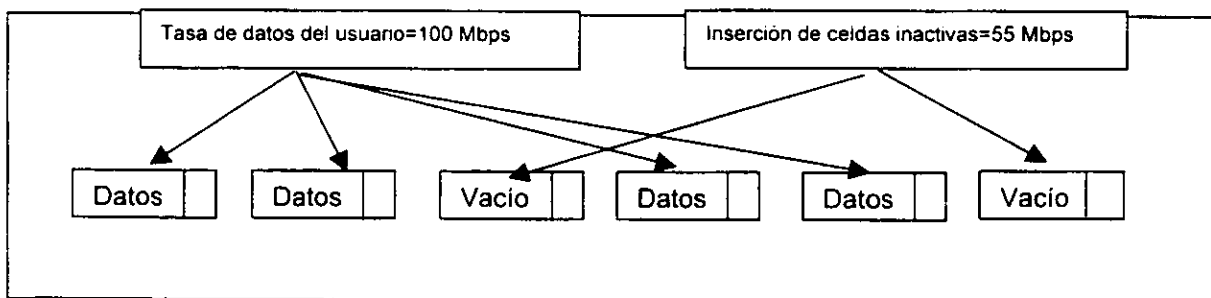 Tasa de datos del usuario=100 Mbps
Inserción de celdas inactivas=55 Mbps
Datos
Datos
Vacío
Datos
Datos
Vacío